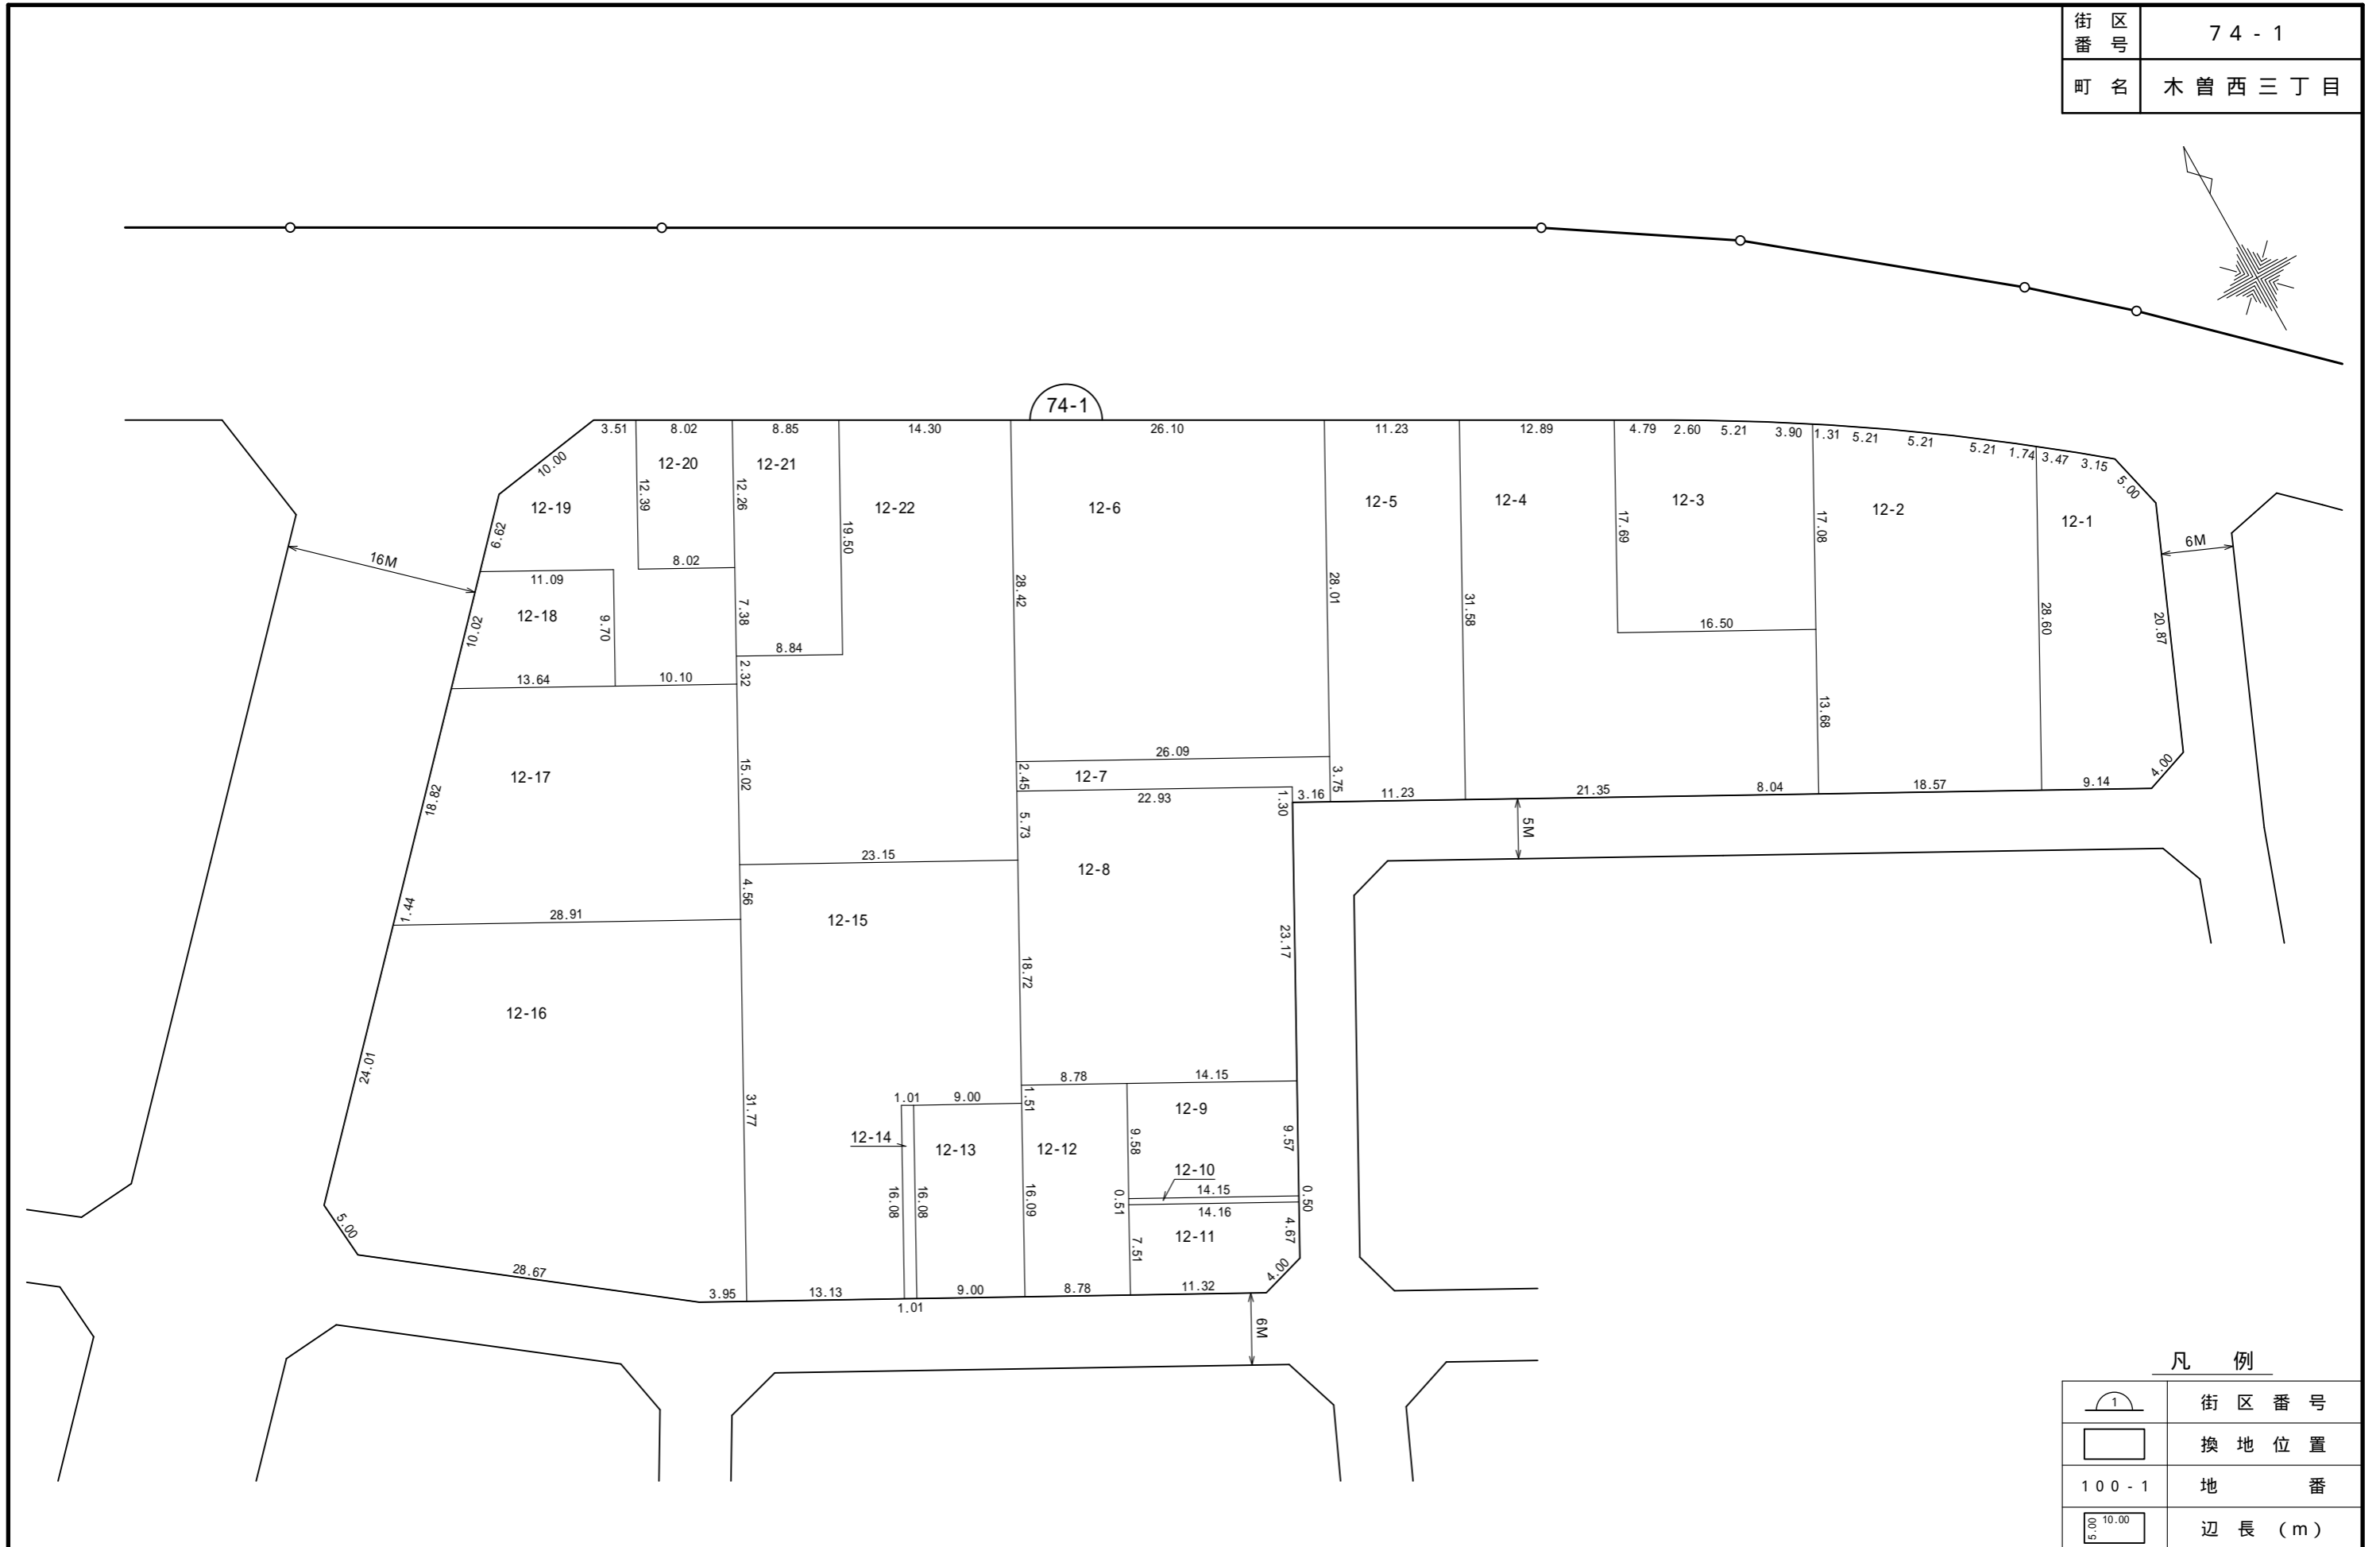 街区番号 74-1
町名 木曽西三丁目
74-1
3.51 8.02 8.85 14.30 26.10 11.23 12.89 4.79 2.60 5.21 3.90 1.31 5.21 5.21 5.21 1.74 3.47 3.15
10.00 12-20 12-21 5.00
12-19 12.39 12.26 12-22 12-6 12-5 12-4 12-3 12-2 12-1
6.62 19.50 17.69 17.08 6M
16M 8.02
11.09 28.42 28.01 31.58 28.60 20.87
12-18 9.70 7.38 16.50
10.02 8.84
13.64 10.10 2.32 13.68
26.09
12-17 15.02 2.45 12-7 3.75 4.00
18.82 22.93 1.30 3.16 11.23 21.35 8.04 18.57 9.14
5.73 5M
23.15 12-8
4.56
1.44 28.91 12-15 23.17
18.72
12-16
24.01 8.78 14.15
31.77 1.01 9.00 1.51 12-9
12-14 12-13 12-12 9.58 9.57
12-10
16.08 16.08 16.09 0.51 14.15 0.50
14.16
5.00 12-11 4.67
7.51
28.67 4.00
3.95 13.13 9.00 8.78 11.32
1.01
6M
凡例
1 街区番号
換地位置
100-1 地番
5.00 10.00 辺長(m)